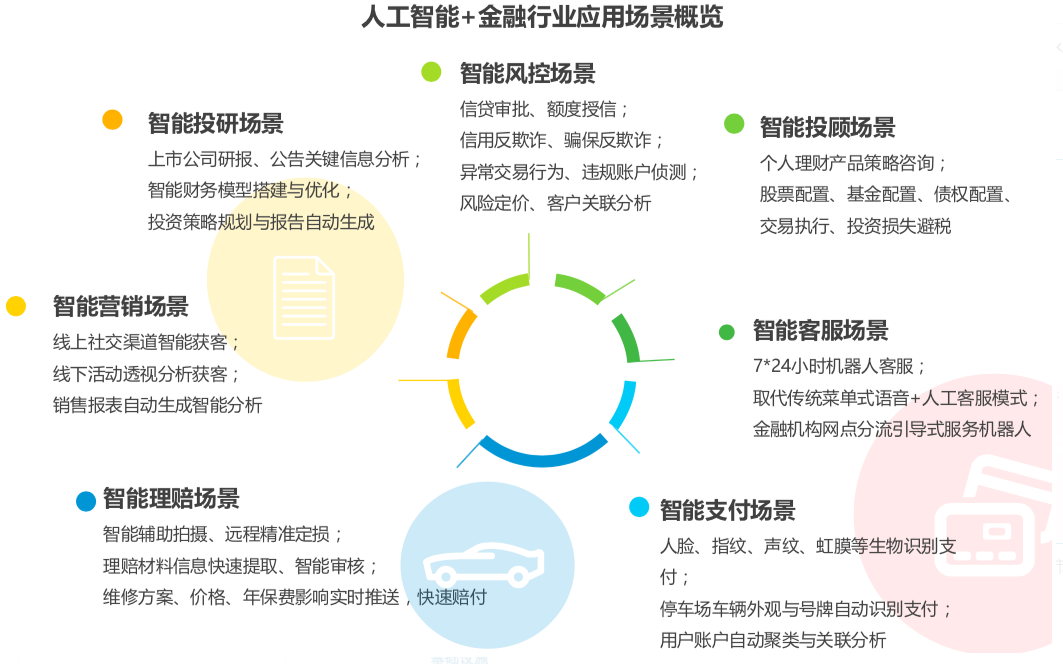 人工智能+金融行业应用场景概览
智能风控场景
信贷审批、额度授信；
信用反欺诈、骗保反欺诈；
异常交易行为、违规账户侦测；
风险定价、客户关联分析
智能投研场景
上市公司研报、公告关键信息分析；
智能财务模型搭建与优化；
投资策略规划与报告自动生成
智能投顾场景
个人理财产品策略咨询；
股票配置、基金配置、债权配置、
交易执行、投资损失避税
智能营销场景
线上社交渠道智能获客；
线下活动透视分析获客；
销售报表自动生成智能分析
智能客服场景
7*24小时机器人客服；
取代传统菜单式语音+人工客服模式；
金融机构网点分流引导式服务机器人
智能理赔场景
智能辅助拍摄、远程精准定损；
理赔材料信息快速提取、智能审核；
维修方案、价格、年保费影响实时推送，快速赔付
智能支付场景
人脸、指纹、声纹、虹膜等生物识别支
付；
停车场车辆外观与号牌自动识别支付；
用户账户自动聚类与关联分析